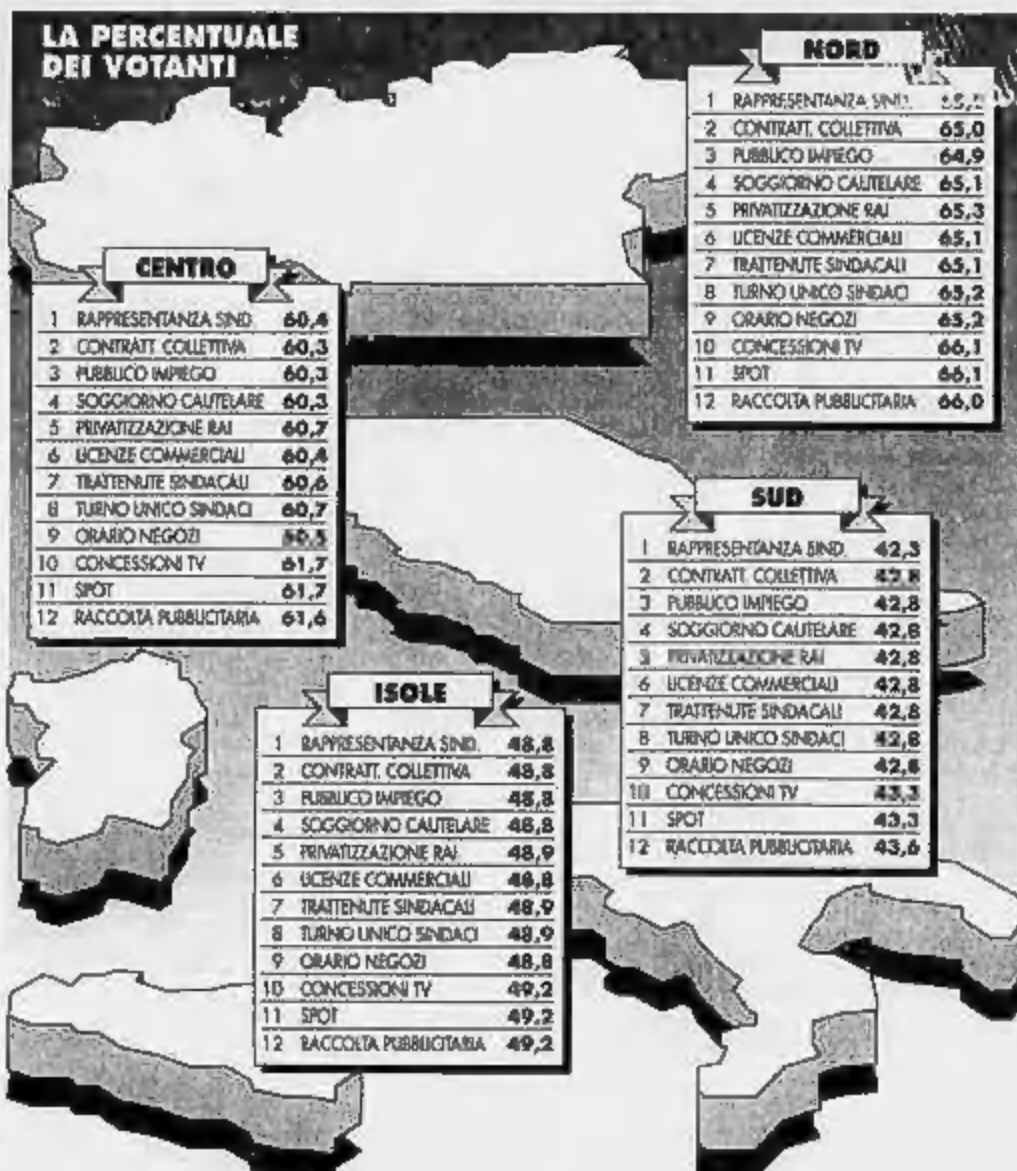 LA PERCENTUALE
DEI VOTANTI
NORD
1 RAPPRESENTANZA SIND.
2 CONTRATT. COLLETTIVA 65,0
3 PUBBLICO IMPIEGO 64,9
4 SOGGIORNO CAUTELARE 65,1
5 PRIVATIZZAZIONE RAI 65,3
6 LICENZE COMMERCIALI 65,1
7 TRATTENUTE SINDACALI 65,1
8 TURNO UNICO SINDACI 65,2
9 ORARIO NEGOZI 65,2
10 CONCESSIONI TV 66,1
11 SPOT 66,1
12 RACCOLTA PUBBLICITARIA 66,0
CENTRO
1 RAPPRESENTANZA SIND. 60,4
2 CONTRATT. COLLETTIVA 60,3
3 PUBBLICO IMPIEGO 60,3
4 SOGGIORNO CAUTELARE 60,3
5 PRIVATIZZAZIONE RAI 60,7
6 LICENZE COMMERCIALI 60,4
7 TRATTENUTE SINDACALI 60,6
8 TURNO UNICO SINDACI 60,7
9 ORARIO NEGOZI
10 CONCESSIONI TV 61,7
11 SPOT 61,7
12 RACCOLTA PUBBLICITARIA 61,6
SUD
1 RAPPRESENTANZA SIND. 42,3
2 CONTRATT. COLLETTIVA 42,8
3 PUBBLICO IMPIEGO 42,8
4 SOGGIORNO CAUTELARE 42,8
5 PRIVATIZZAZIONE RAI 42,8
6 LICENZE COMMERCIALI 42,8
7 TRATTENUTE SINDACALI 42,8
8 TURNO UNICO SINDACI 42,8
9 ORARIO NEGOZI 42,8
10 CONCESSIONI TV 43,3
11 SPOT 43,3
12 RACCOLTA PUBBLICITARIA 43,6
ISOLE
1 RAPPRESENTANZA SIND. 48,8
2 CONTRATT. COLLETTIVA 48,8
3 PUBBLICO IMPIEGO 48,8
4 SOGGIORNO CAUTELARE 48,8
5 PRIVATIZZAZIONE RAI 48,9
6 LICENZE COMMERCIALI 48,8
7 TRATTENUTE SINDACALI 48,9
8 TURNO UNICO SINDACI 48,9
9 ORARIO NEGOZI 48,8
10 CONCESSIONI TV 49,2
11 SPOT 49,2
12 RACCOLTA PUBBLICITARIA 49,2